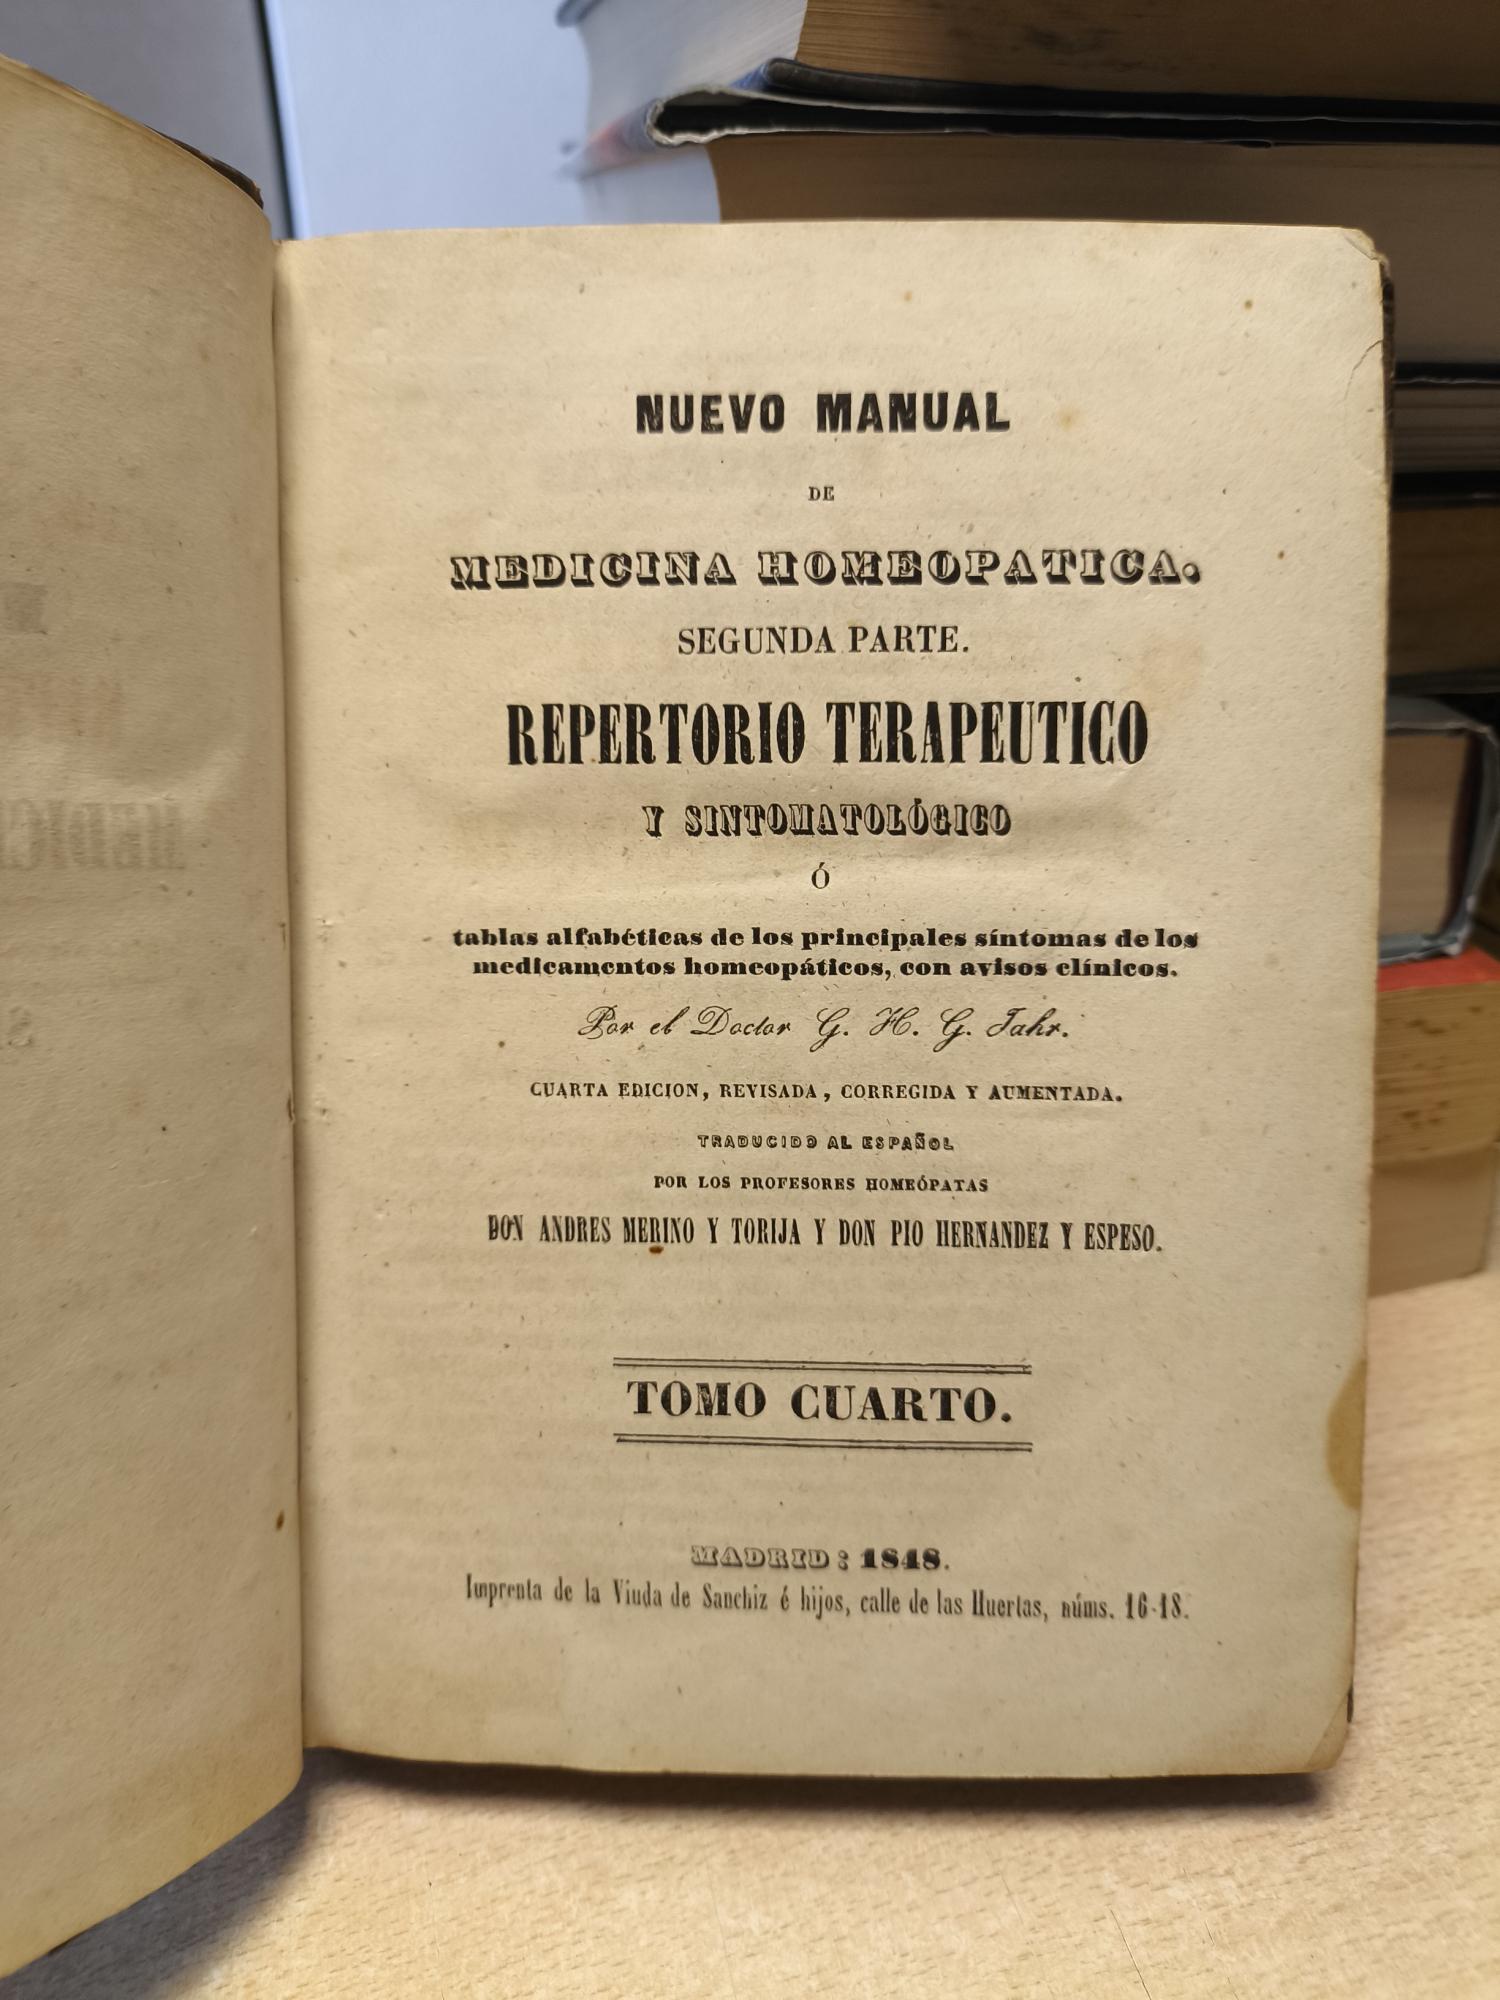 NUEVO MANUAL
DE
MEDICINA HOMEOPATICA.
SEGUNDA PARTE.
REPERTORIO TERAPEUTICO
Y SINTOMATOLÓGICO
Ó
tablas alfabéticas de los principales síntomas de los
medicamentos homeopáticos, con avisos clínicos.
Por el Doctor G. H. G. Jahr.
CUARTA EDICION, REVISADA, CORREGIDA Y AUMENTADA.
TRADUCIDO AL ESPAÑOL
POR LOS PROFESORES HOMEÓPATAS
DON ANDRES MERINO Y TORIJA Y DON PIO HERNANDEZ Y ESPESO.
TOMO CUARTO.
MADRID: 1848.
Imprenta de la Viuda de Sanchiz é hijos, calle de las Huertas, núms. 16-18.